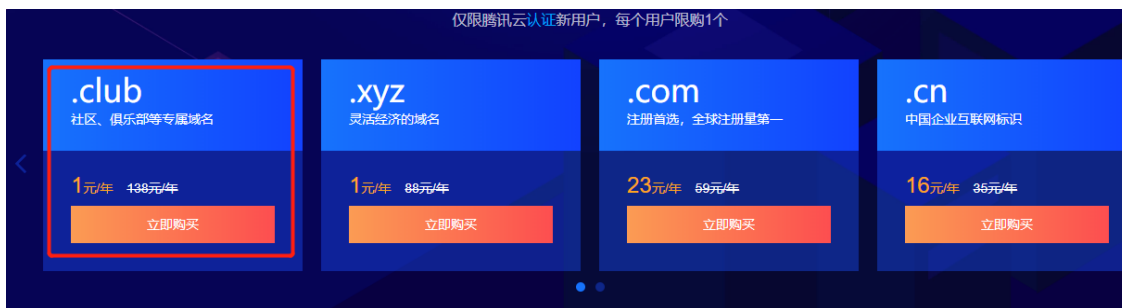 仅限腾讯云认证新用户，每个用户限购1个
.club
社区、俱乐部等专属域名
1元/年 138元/年
立即购买
.xyz
灵活经济的域名
1元/年 88元/年
立即购买
.com
注册首选，全球注册量第一
23元/年 59元/年
立即购买
.cn
中国企业互联网标识
16元/年 35元/年
立即购买